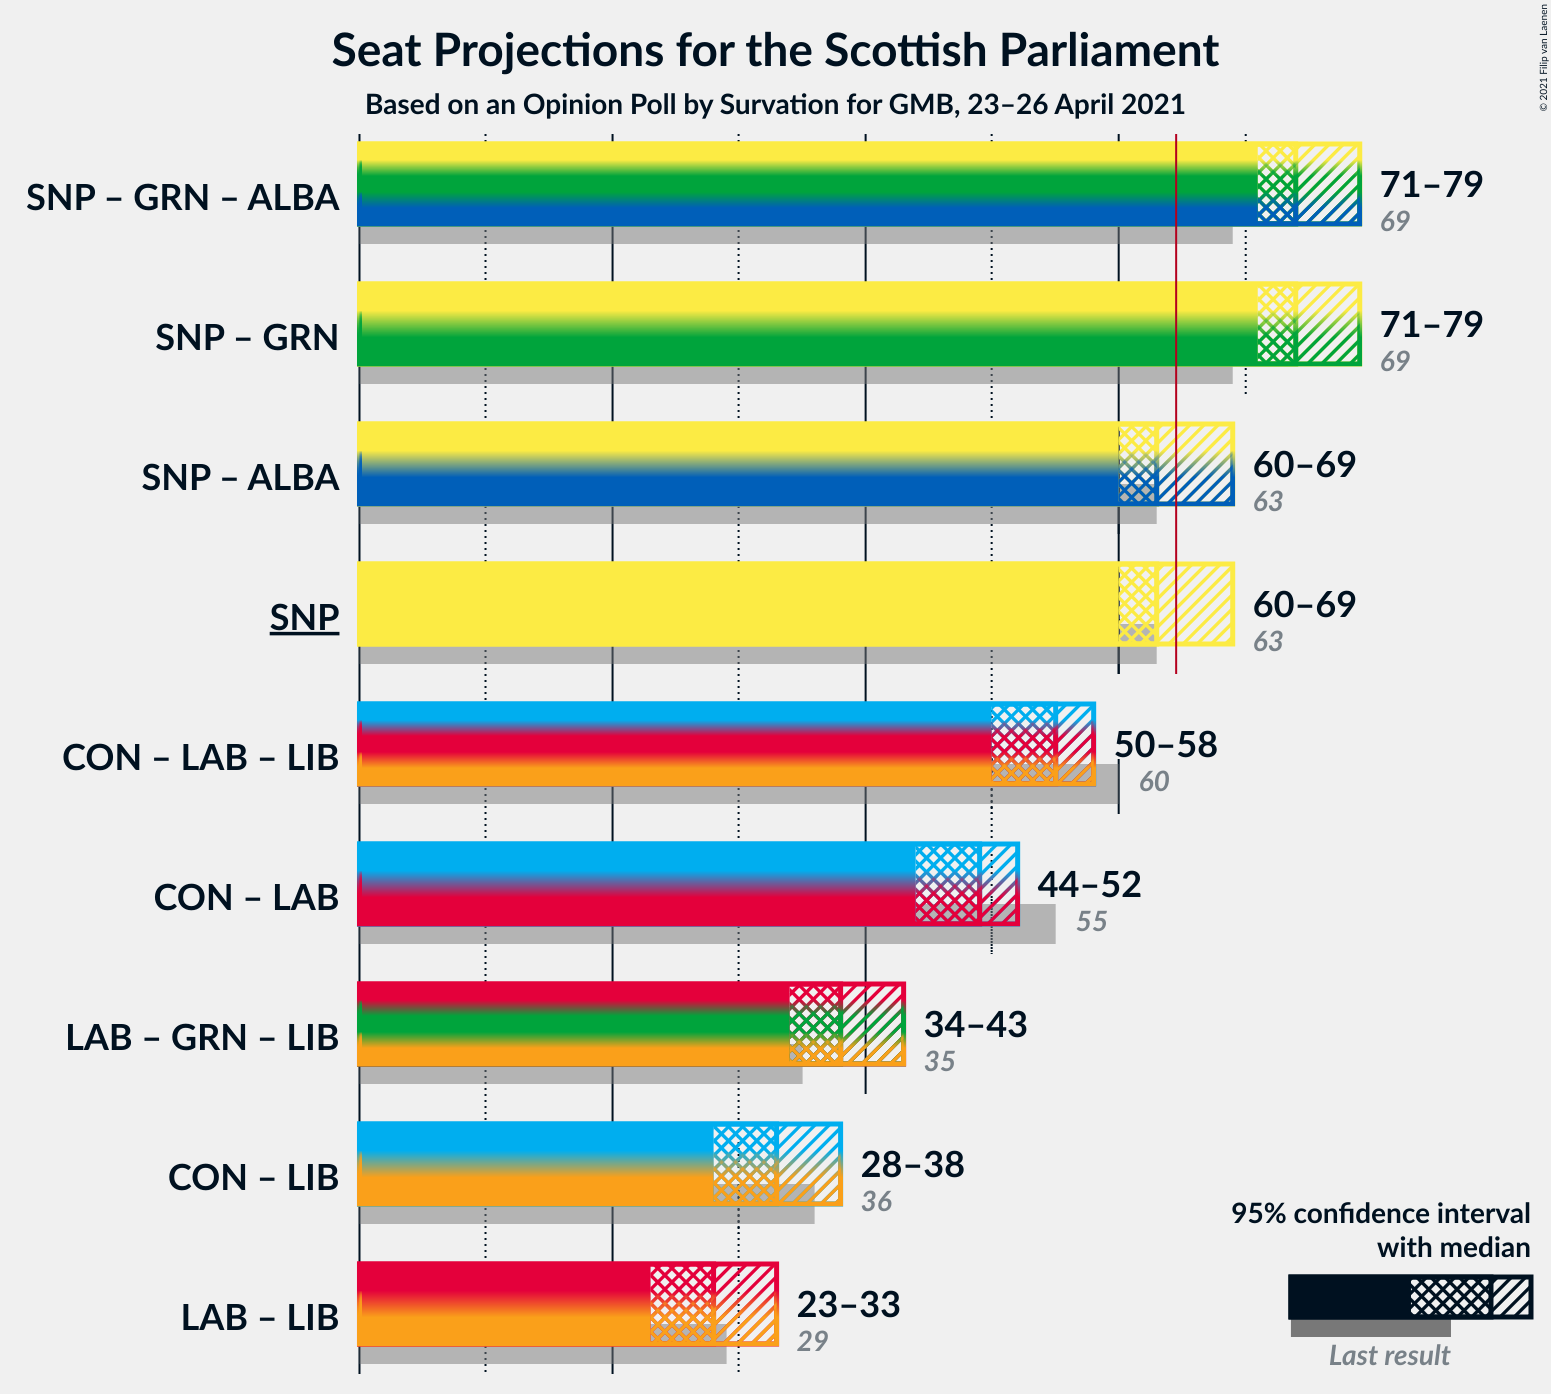 Seat Projections for the Scottish Parliament
Based on an Opinion Poll by Survation for GMB, 23–26 April 2021
© 2021 Filip van Laenen
SNP – GRN – ALBA
71–79
69
SNP – GRN
71–79
69
SNP – ALBA
60–69
63
SNP
60–69
63
CON – LAB – LIB
50–58
60
CON – LAB
44–52
55
LAB – GRN – LIB
34–43
35
CON – LIB
28–38
36
LAB – LIB
23–33
29
95% confidence interval
with median
Last result